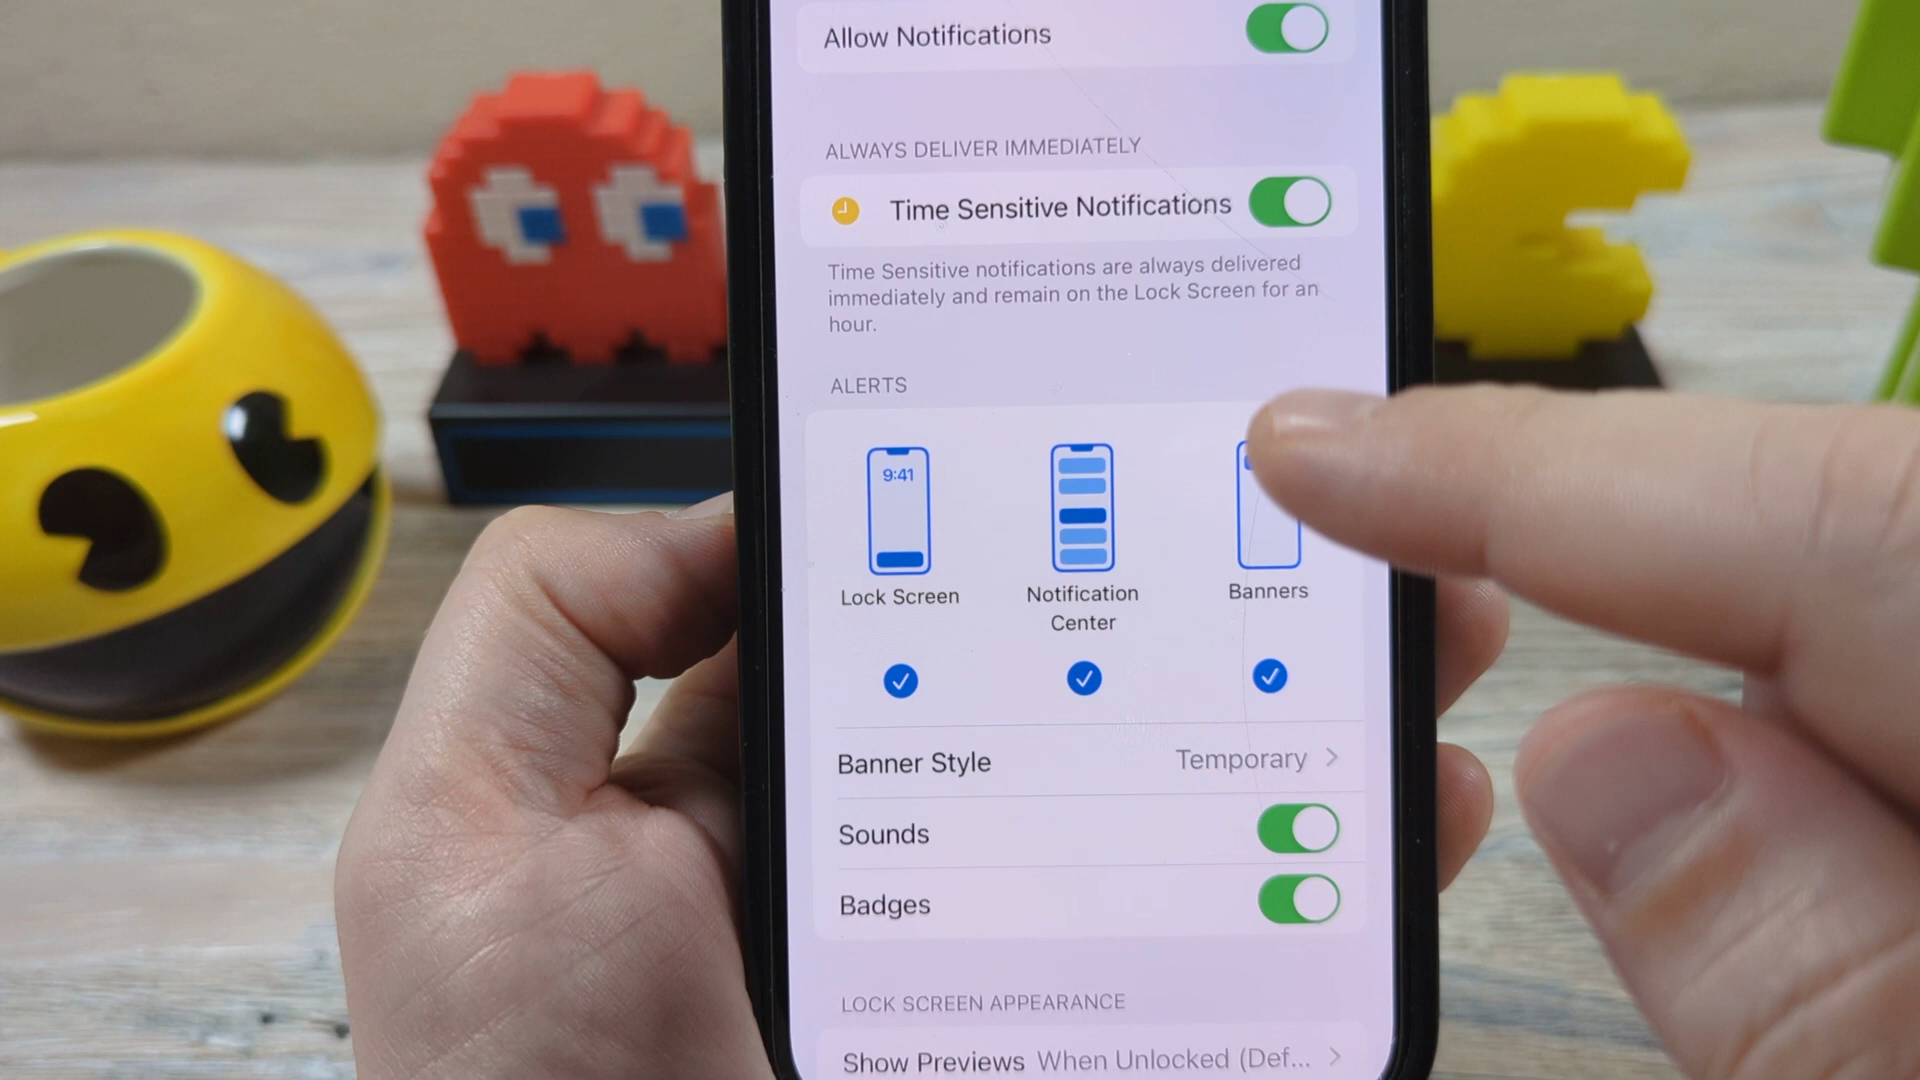 Allow Notifications
ALWAYS DELIVER IMMEDIATELY
Time Sensitive Notifications
Time Sensitive notifications are always delivered
immediately and remain on the Lock Screen for an
hour.
ALERTS
9:41
Lock Screen
Notification
Center
Banners
Banner Style Temporary
Sounds
Badges
LOCK SCREEN APPEARANCE
Show Previews When Unlocked (Def...